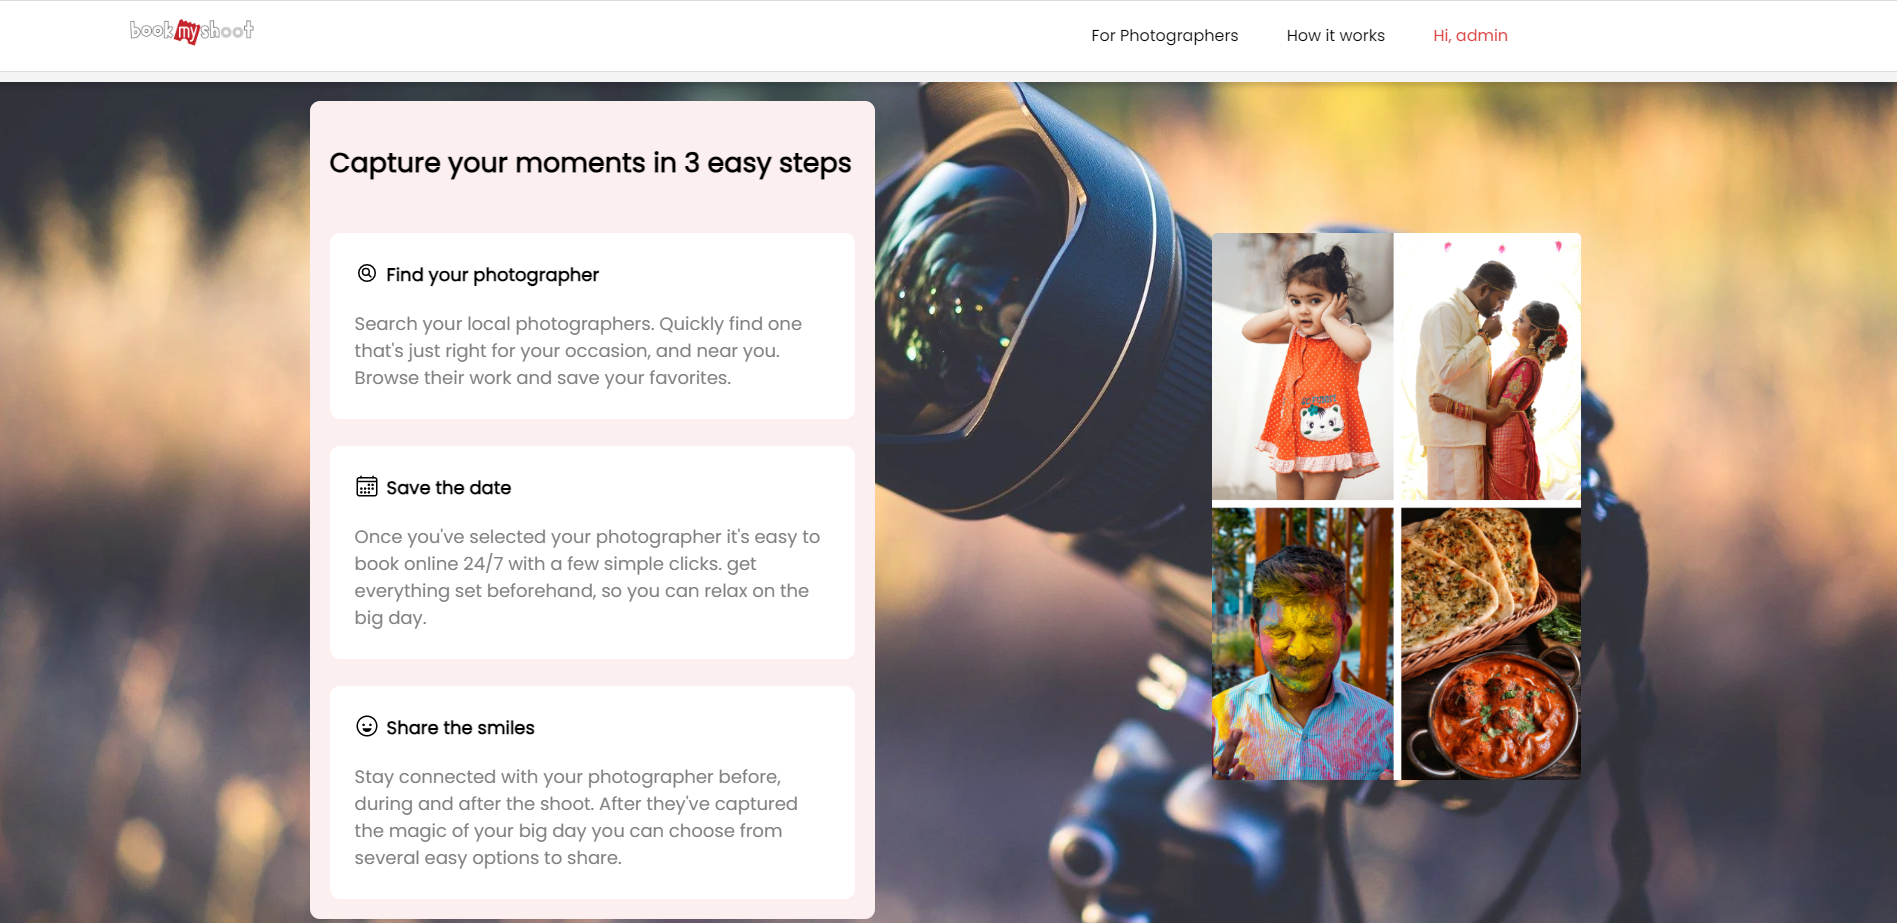 bookmyshoot
For Photographers
How it works
Hi, admin
Capture your moments in 3 easy steps
Find your photographer
Search your local photographers. Quickly find one
that's just right for your occasion, and near you.
Browse their work and save your favorites.
Save the date
Once you've selected your photographer it's easy to
book online 24/7 with a few simple clicks. get
everything set beforehand, so you can relax on the
big day.
Share the smiles
Stay connected with your photographer before,
during and after the shoot. After they've captured
the magic of your big day you can choose from
several easy options to share.